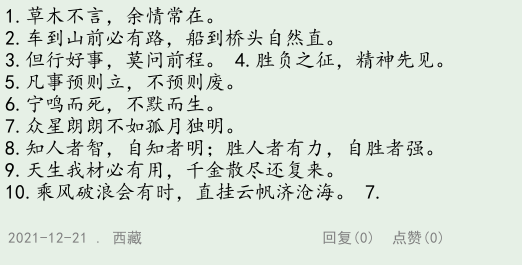 1.草木不言，余情常在。
2.车到山前必有路，船到桥头自然直。
3.但行好事，莫问前程。 4.胜负之征，精神先见。
5.凡事预则立，不预则废。
6.宁鸣而死，不默而生。
7.众星朗朗不如孤月独明。
8.知人者智，自知者明；胜人者有力，自胜者强。
9.天生我材必有用，千金散尽还复来。
10.乘风破浪会有时，直挂云帆济沧海。 7.
2021-12-21 . 西藏 回复(0) 点赞(0)